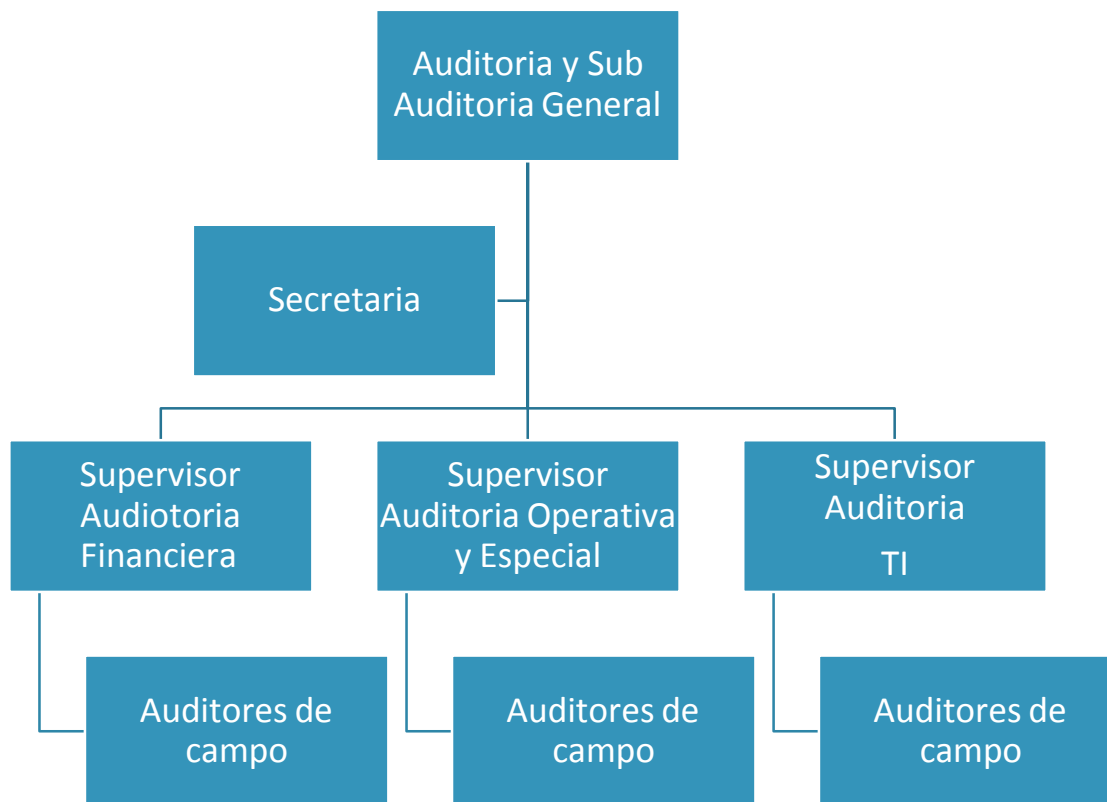 Auditoria y Sub
Auditoria General
Secretaria
Supervisor
Audiotoria
Financiera
Supervisor
Auditoria Operativa
y Especial
Supervisor
Auditoria
TI
Auditores de
campo
Auditores de
campo
Auditores de
campo